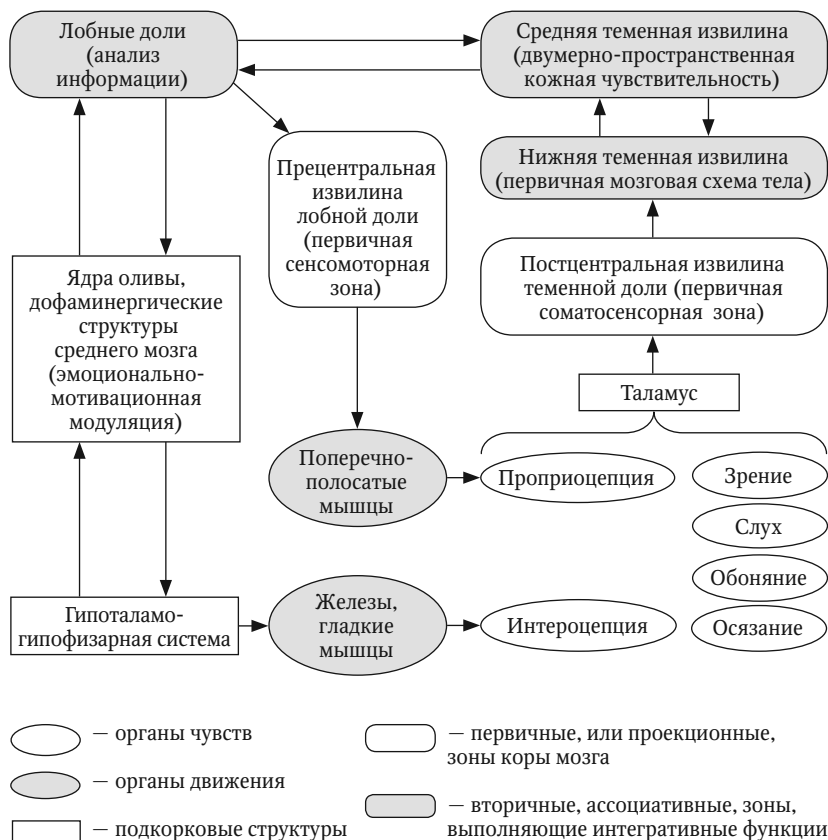 Лобные доли
(анализ
информации)
Средняя теменная извилина
(двумерно-пространственная
кожная чувствительность)
Прецентральная
извилина
лобной доли
(первичная
сенсомоторная
зона)
Нижняя теменная извилина
(первичная мозговая схема тела)
Ядра оливы,
дофаминергические
структуры
среднего мозга
(эмоционально-
мотивационная
модуляция)
Постцентральная извилина
теменной доли (первичная
соматосенсорная зона)
Таламус
Поперечно-
полосатые
мышцы
Проприоцепция
Зрение
Слух
Обоняние
Осязание
Гипоталамо-
гипофизарная система
Железы,
гладкие
мышцы
Интероцепция
— органы чувств
— органы движения
— подкорковые структуры
— первичные, или проекционные,
зоны коры мозга
— вторичные, ассоциативные, зоны,
выполняющие интегративные функции